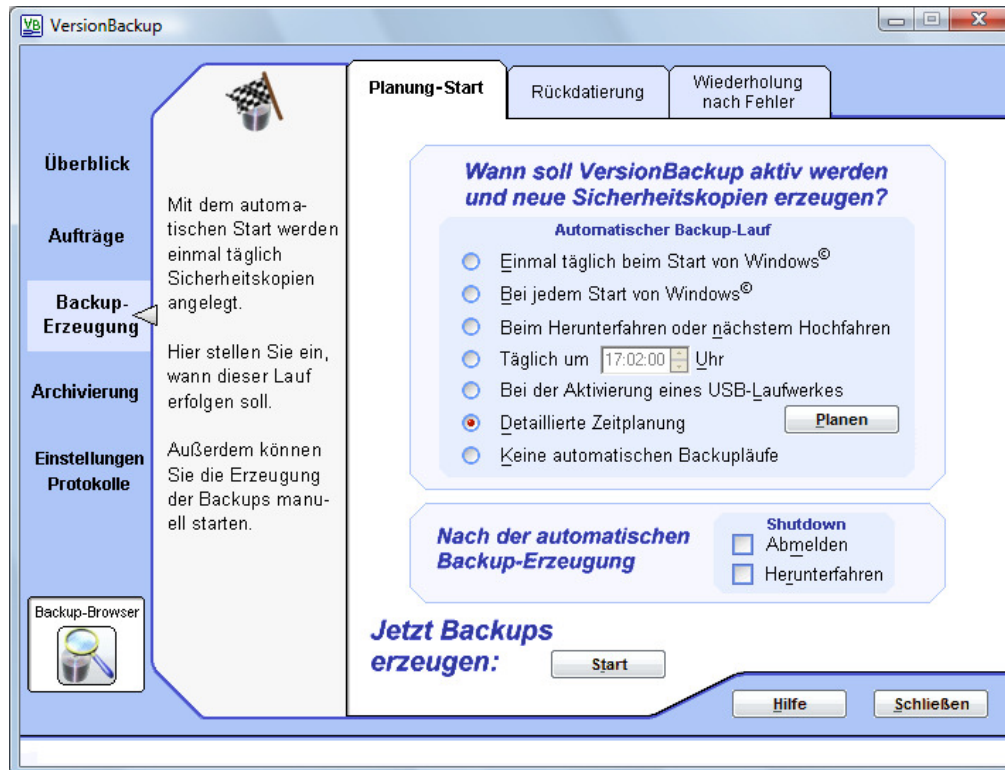 VersionBackup
Überblick
Aufträge
Backup-
Erzeugung
Archivierung
Einstellungen
Protokolle
Backup-Browser
Mit dem automa-
tischen Start werden
einmal täglich
Sicherheitskopien
angelegt.
Hier stellen Sie ein,
wann dieser Lauf
erfolgen soll.
Außerdem können
Sie die Erzeugung
der Backups manu-
ell starten.
Planung-Start
Rückdatierung
Wiederholung
nach Fehler
Wann soll VersionBackup aktiv werden
und neue Sicherheitskopien erzeugen?
Automatischer Backup-Lauf
Einmal täglich beim Start von Windows©
Bei jedem Start von Windows©
Beim Herunterfahren oder nächstem Hochfahren
Täglich um 17:02:00 Uhr
Bei der Aktivierung eines USB-Laufwerkes
Detaillierte Zeitplanung Planen
Keine automatischen Backupläufe
Nach der automatischen
Backup-Erzeugung
Shutdown
Abmelden
Herunterfahren
Jetzt Backups
erzeugen: Start
Hilfe Schließen